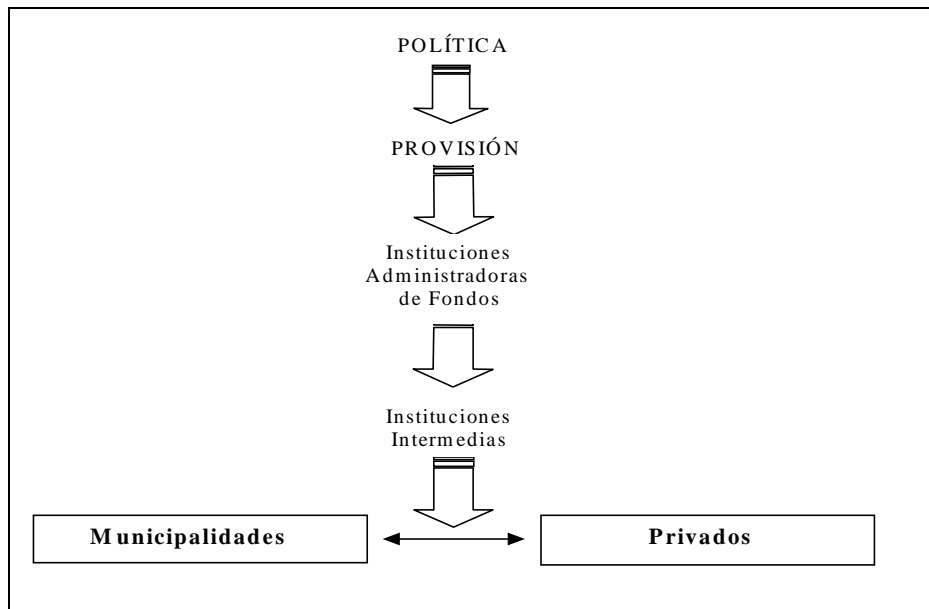 POLÍTICA
PROVISIÓN
Instituciones
Administradoras
de Fondos
Instituciones
Intermedias
Municipalidades
Privados